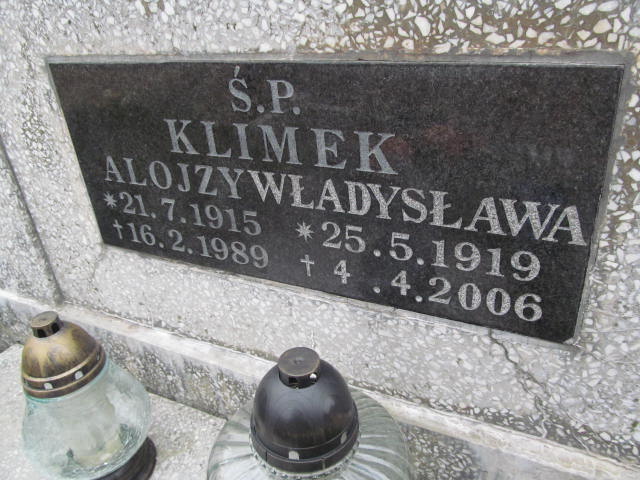 Ś.P.
KLIMEK
ALOJZY WŁADYSŁAWA
*21.7.1915 *25.5.1919
†16.2.1989 †4.4.2006